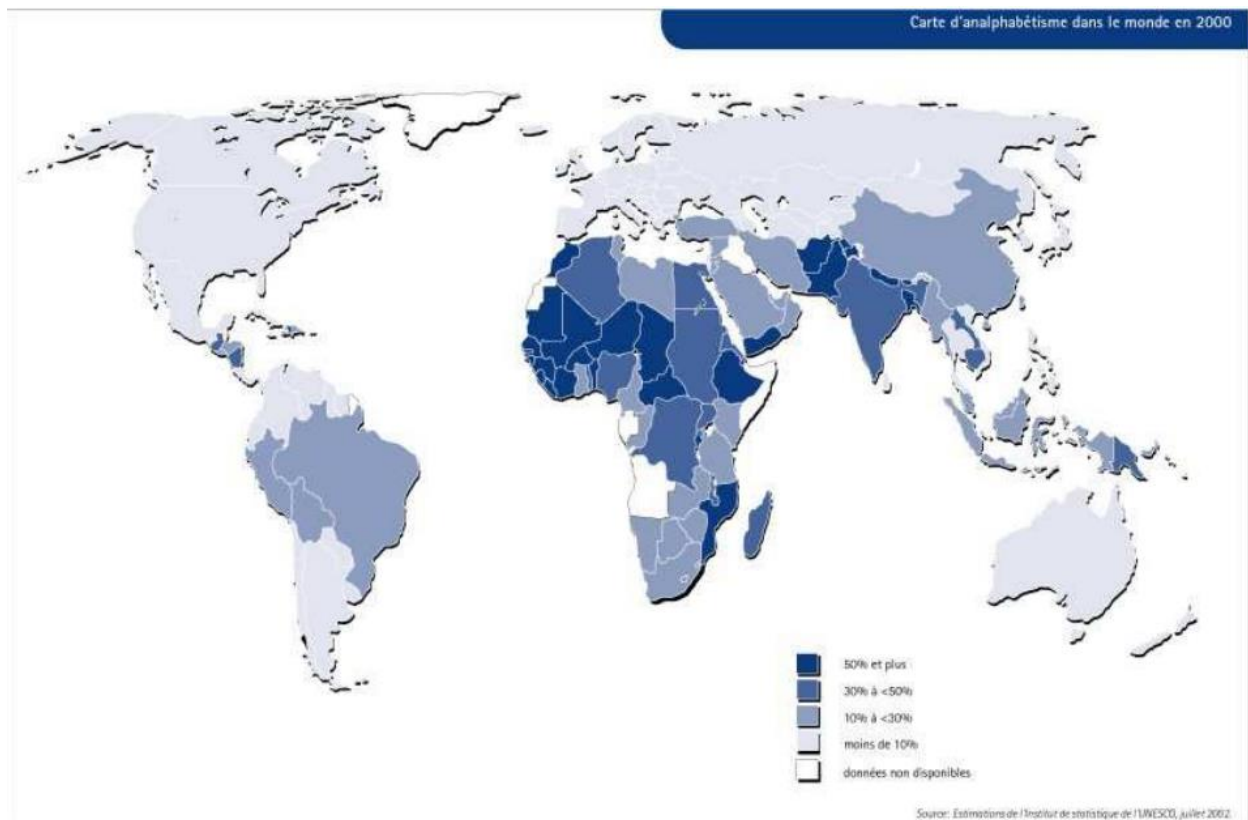 Carte d'analphabétisme dans le monde en 2000
50% et plus
30% à <50%
10% à <30%
moins de 10%
données non disponibles
Source: Estimations de l'Institut de statistique de l'UNESCO, juillet 2002.